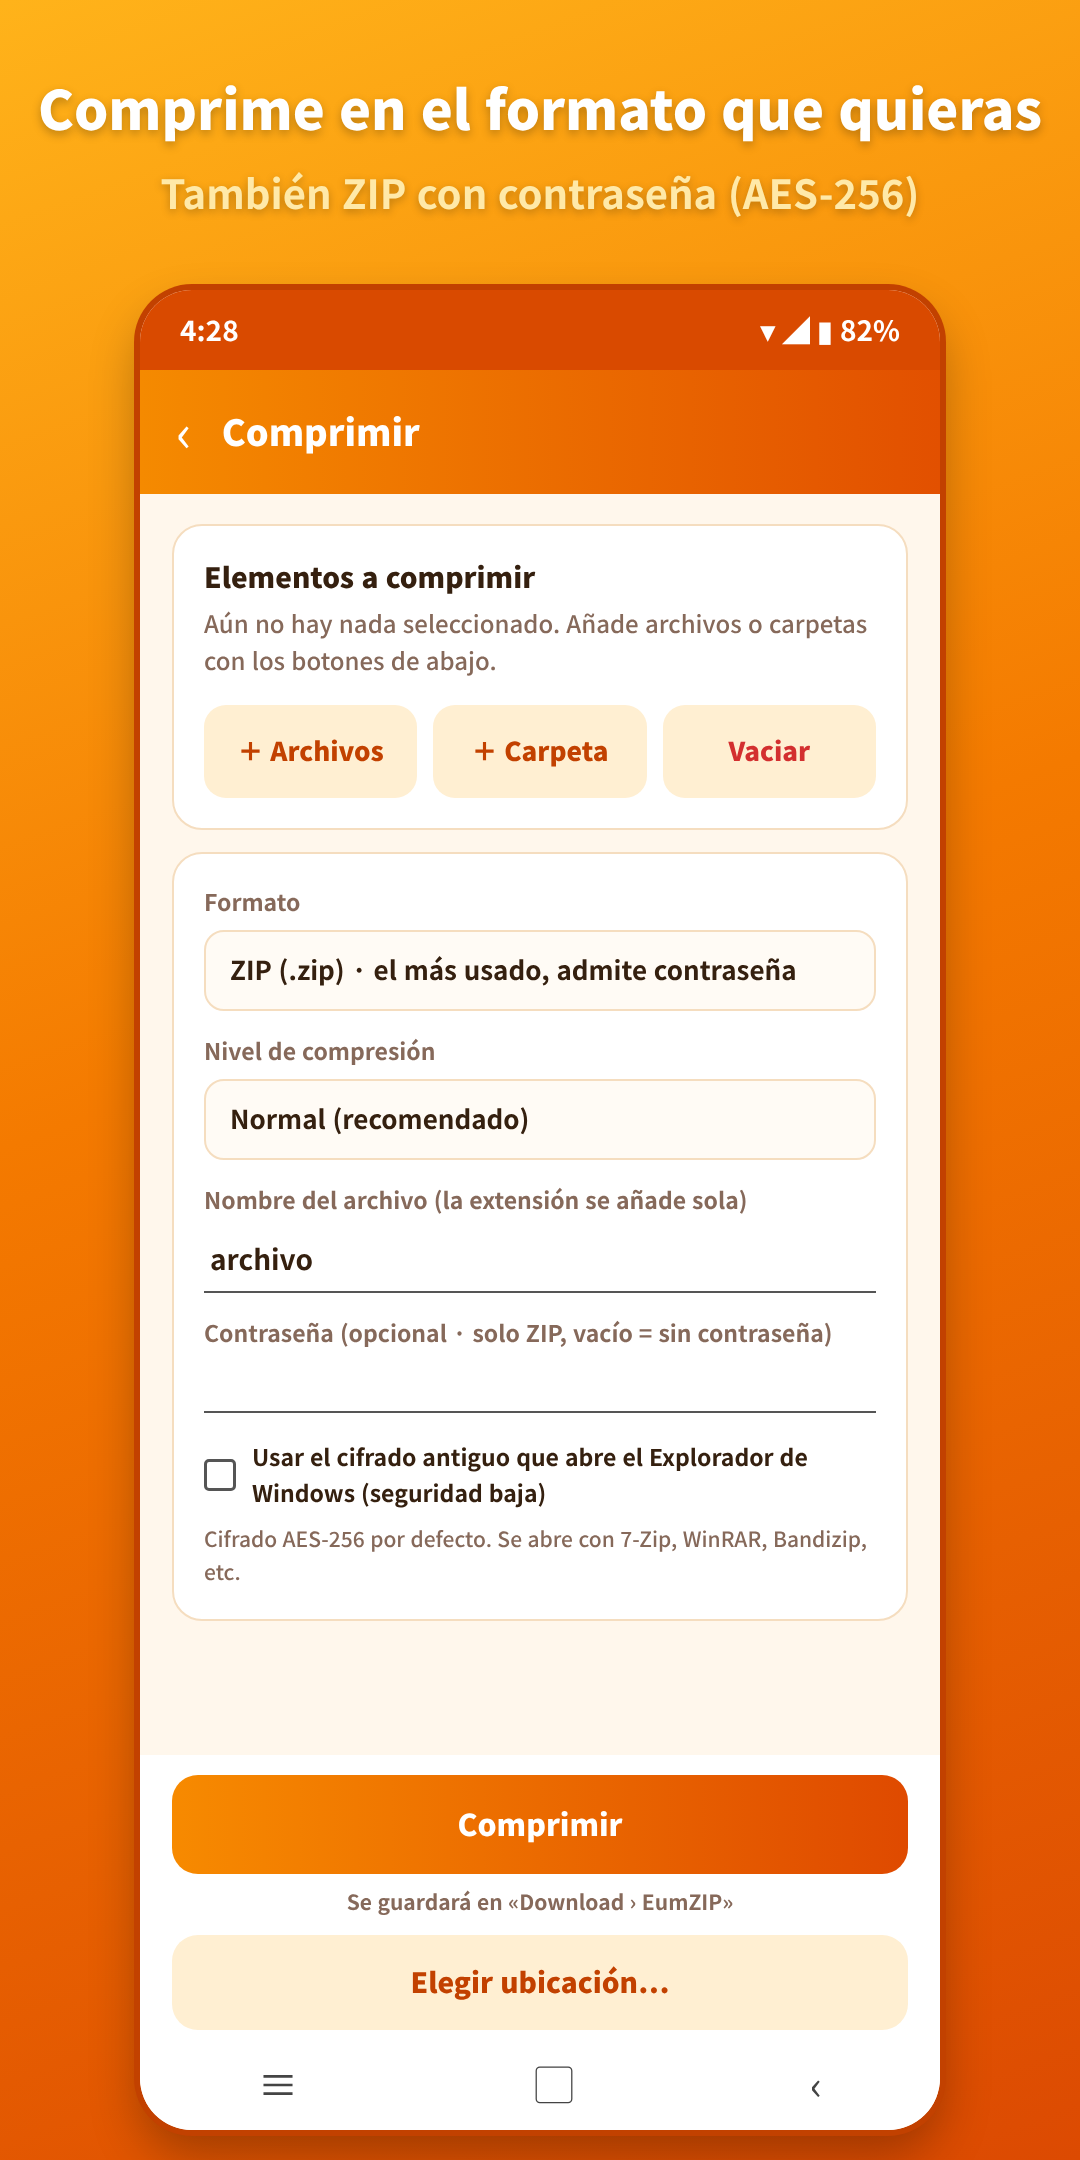 Comprime en el formato que quieras
También ZIP con contraseña (AES-256)
4:28
82%
‹ Comprimir
Elementos a comprimir
Aún no hay nada seleccionado. Añade archivos o carpetas
con los botones de abajo.
+ Archivos
+ Carpeta
Vaciar
Formato
ZIP (.zip) · el más usado, admite contraseña
Nivel de compresión
Normal (recomendado)
Nombre del archivo (la extensión se añade sola)
archivo
Contraseña (opcional · solo ZIP, vacío = sin contraseña)
Usar el cifrado antiguo que abre el Explorador de
Windows (seguridad baja)
Cifrado AES-256 por defecto. Se abre con 7-Zip, WinRAR, Bandizip,
etc.
Comprimir
Se guardará en «Download › EumZIP»
Elegir ubicación...